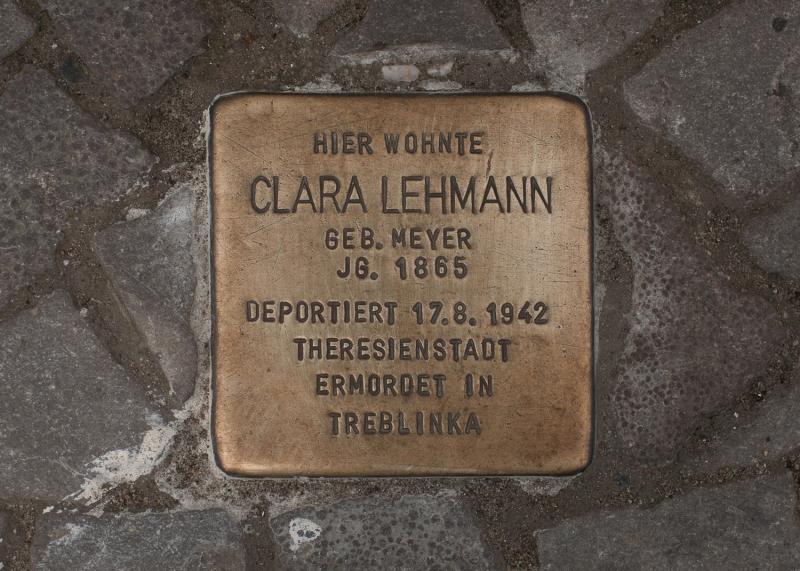 HIER WOHNTE
CLARA LEHMANN
GEB. MEYER
JG. 1865
DEPORTIERT 17.8.1942
THERESIENSTADT
ERMORDET IN
TREBLINKA